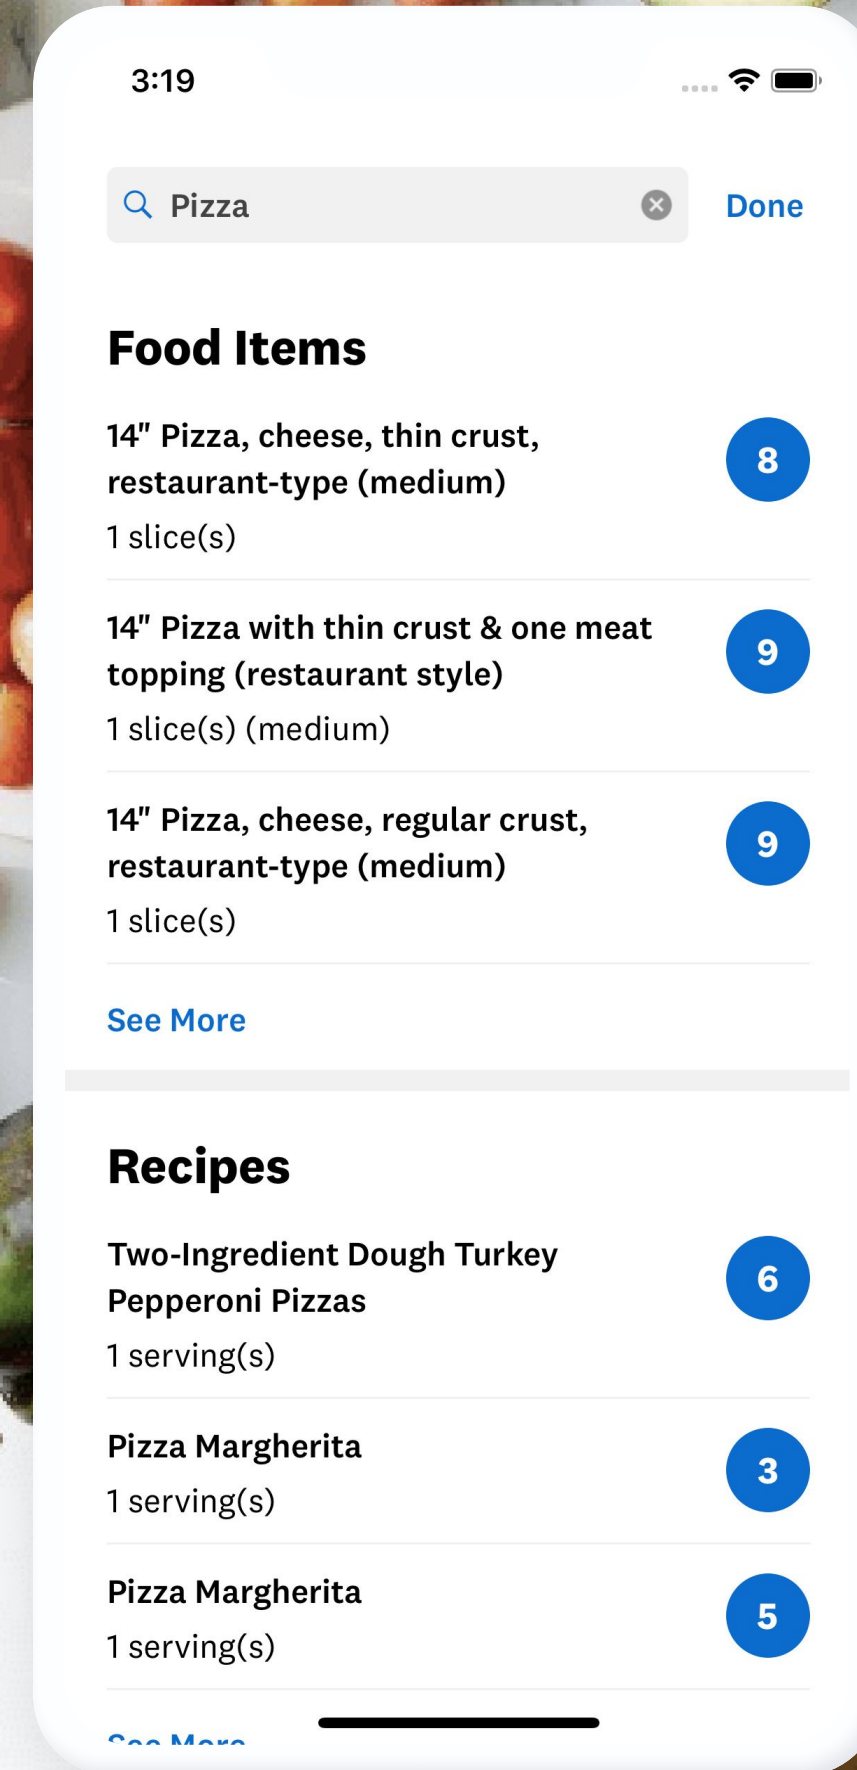 3:19
Pizza
Done
Food Items
14" Pizza, cheese, thin crust,
restaurant-type (medium)
8
1 slice(s)
14" Pizza with thin crust & one meat
topping (restaurant style)
9
1 slice(s) (medium)
14" Pizza, cheese, regular crust,
restaurant-type (medium)
9
1 slice(s)
See More
Recipes
Two-Ingredient Dough Turkey
Pepperoni Pizzas
6
1 serving(s)
Pizza Margherita
3
1 serving(s)
Pizza Margherita
5
1 serving(s)
See More